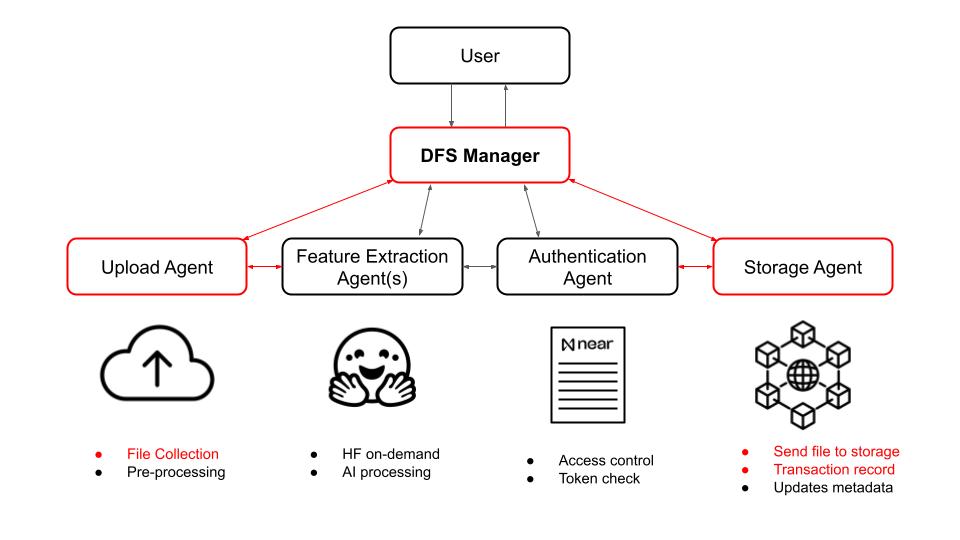 User
DFS Manager
Upload Agent
Feature Extraction
Agent(s)
Authentication
Agent
Storage Agent
near
● File Collection
● Pre-processing
● HF on-demand
● AI processing
● Access control
● Token check
● Send file to storage
● Transaction record
● Updates metadata